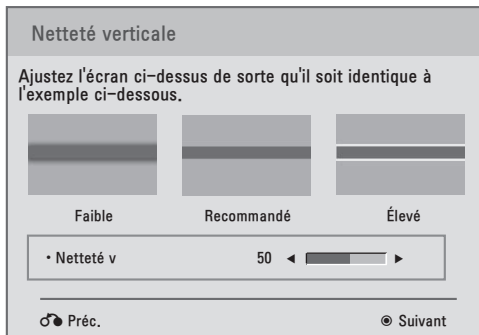 Netteté verticale
Ajustez l'écran ci-dessus de sorte qu'il soit identique à
l'exemple ci-dessous.
Faible
Recommandé
Élevé
• Netteté v 50 ◄ ►
Préc.
◉ Suivant